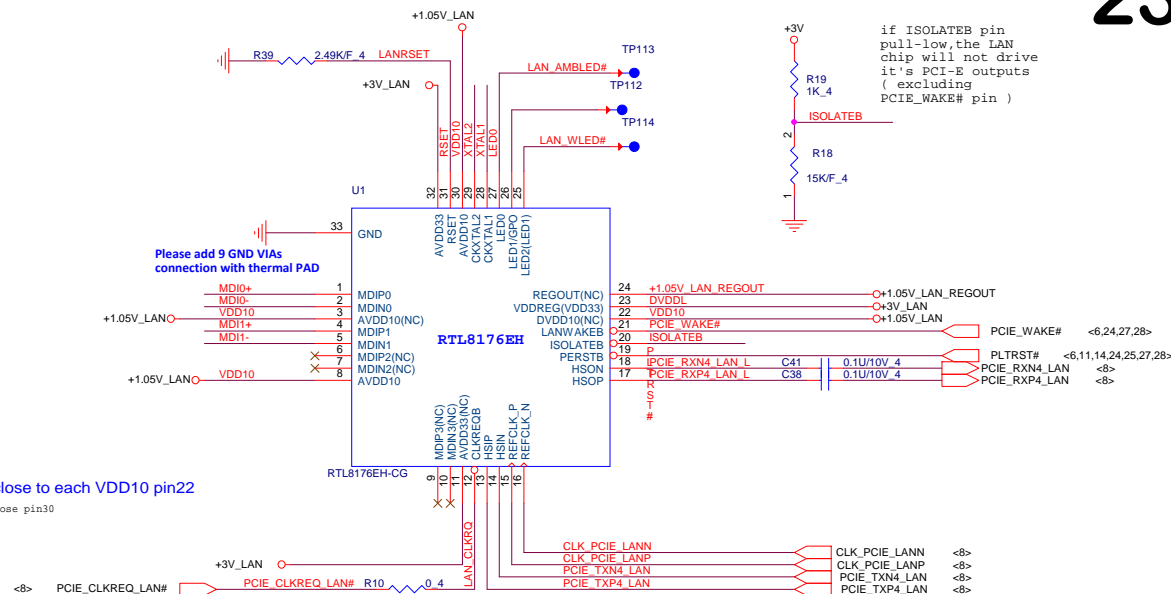 23
+1.05V_LAN
R39 2.49K/F_4 LANRSET
+3V_LAN
LAN_AMBLED#
TP113
TP112
TP114
LAN_WLED#
RSET
VDD10
XTAL2
XTAL1
LED0
+3V
R19
1K_4
ISOLATEB
2
R18
15K/F_4
1
if ISOLATEB pin
pull-low,the LAN
chip will not drive
it's PCI-E outputs
( excluding
PCIE_WAKE# pin )
U1
32 31 30 29 28 27 26 25
AVDD33
RSET
AVDD10
CKXTAL2
CKXTAL1
LED0
LED1/GPO
LED2(LED1)
33 GND
Please add 9 GND VIAs
connection with thermal PAD
MDI0+ 1 MDIP0
MDI0- 2 MDIN0
+1.05V_LAN VDD10 3 AVDD10(NC)
MDI1+ 4 MDIP1
MDI1- 5 MDIN1
6 MDIP2(NC)
7 MDIN2(NC)
+1.05V_LAN VDD10 8 AVDD10
RTL8176EH
REGOUT(NC) 24 +1.05V_LAN_REGOUT +1.05V_LAN_REGOUT
VDDREG(VDD33) 23 DVDDL +3V_LAN
DVDD10(NC) 22 VDD10 +1.05V_LAN
LANWAKEB 21 PCIE_WAKE# PCIE_WAKE# <6,24,27,28>
ISOLATEB 20 ISOLATEB
PERSTB 19 PLTRST# PLTRST# <6,11,14,24,25,27,28>
HSON 18 PCIE_RXN4_LAN_L C41 0.1U/10V_4 PCIE_RXN4_LAN <8>
HSOP 17 PCIE_RXP4_LAN_L C38 0.1U/10V_4 PCIE_RXP4_LAN <8>
MDIP3(NC)
MDIN3(NC)
AVDD33(NC)
CLKREQB
HSIP
HSIN
REFCLK_P
REFCLK_N
RTL8176EH-CG
9 10 11 12 13 14 15 16
close to each VDD10 pin22
ose pin30
LAN_CLKRQ
+3V_LAN
<8> PCIE_CLKREQ_LAN# PCIE_CLKREQ_LAN# R10 0_4
CLK_PCIE_LANN CLK_PCIE_LANN <8>
CLK_PCIE_LANP CLK_PCIE_LANP <8>
PCIE_TXN4_LAN PCIE_TXN4_LAN <8>
PCIE_TXP4_LAN PCIE_TXP4_LAN <8>